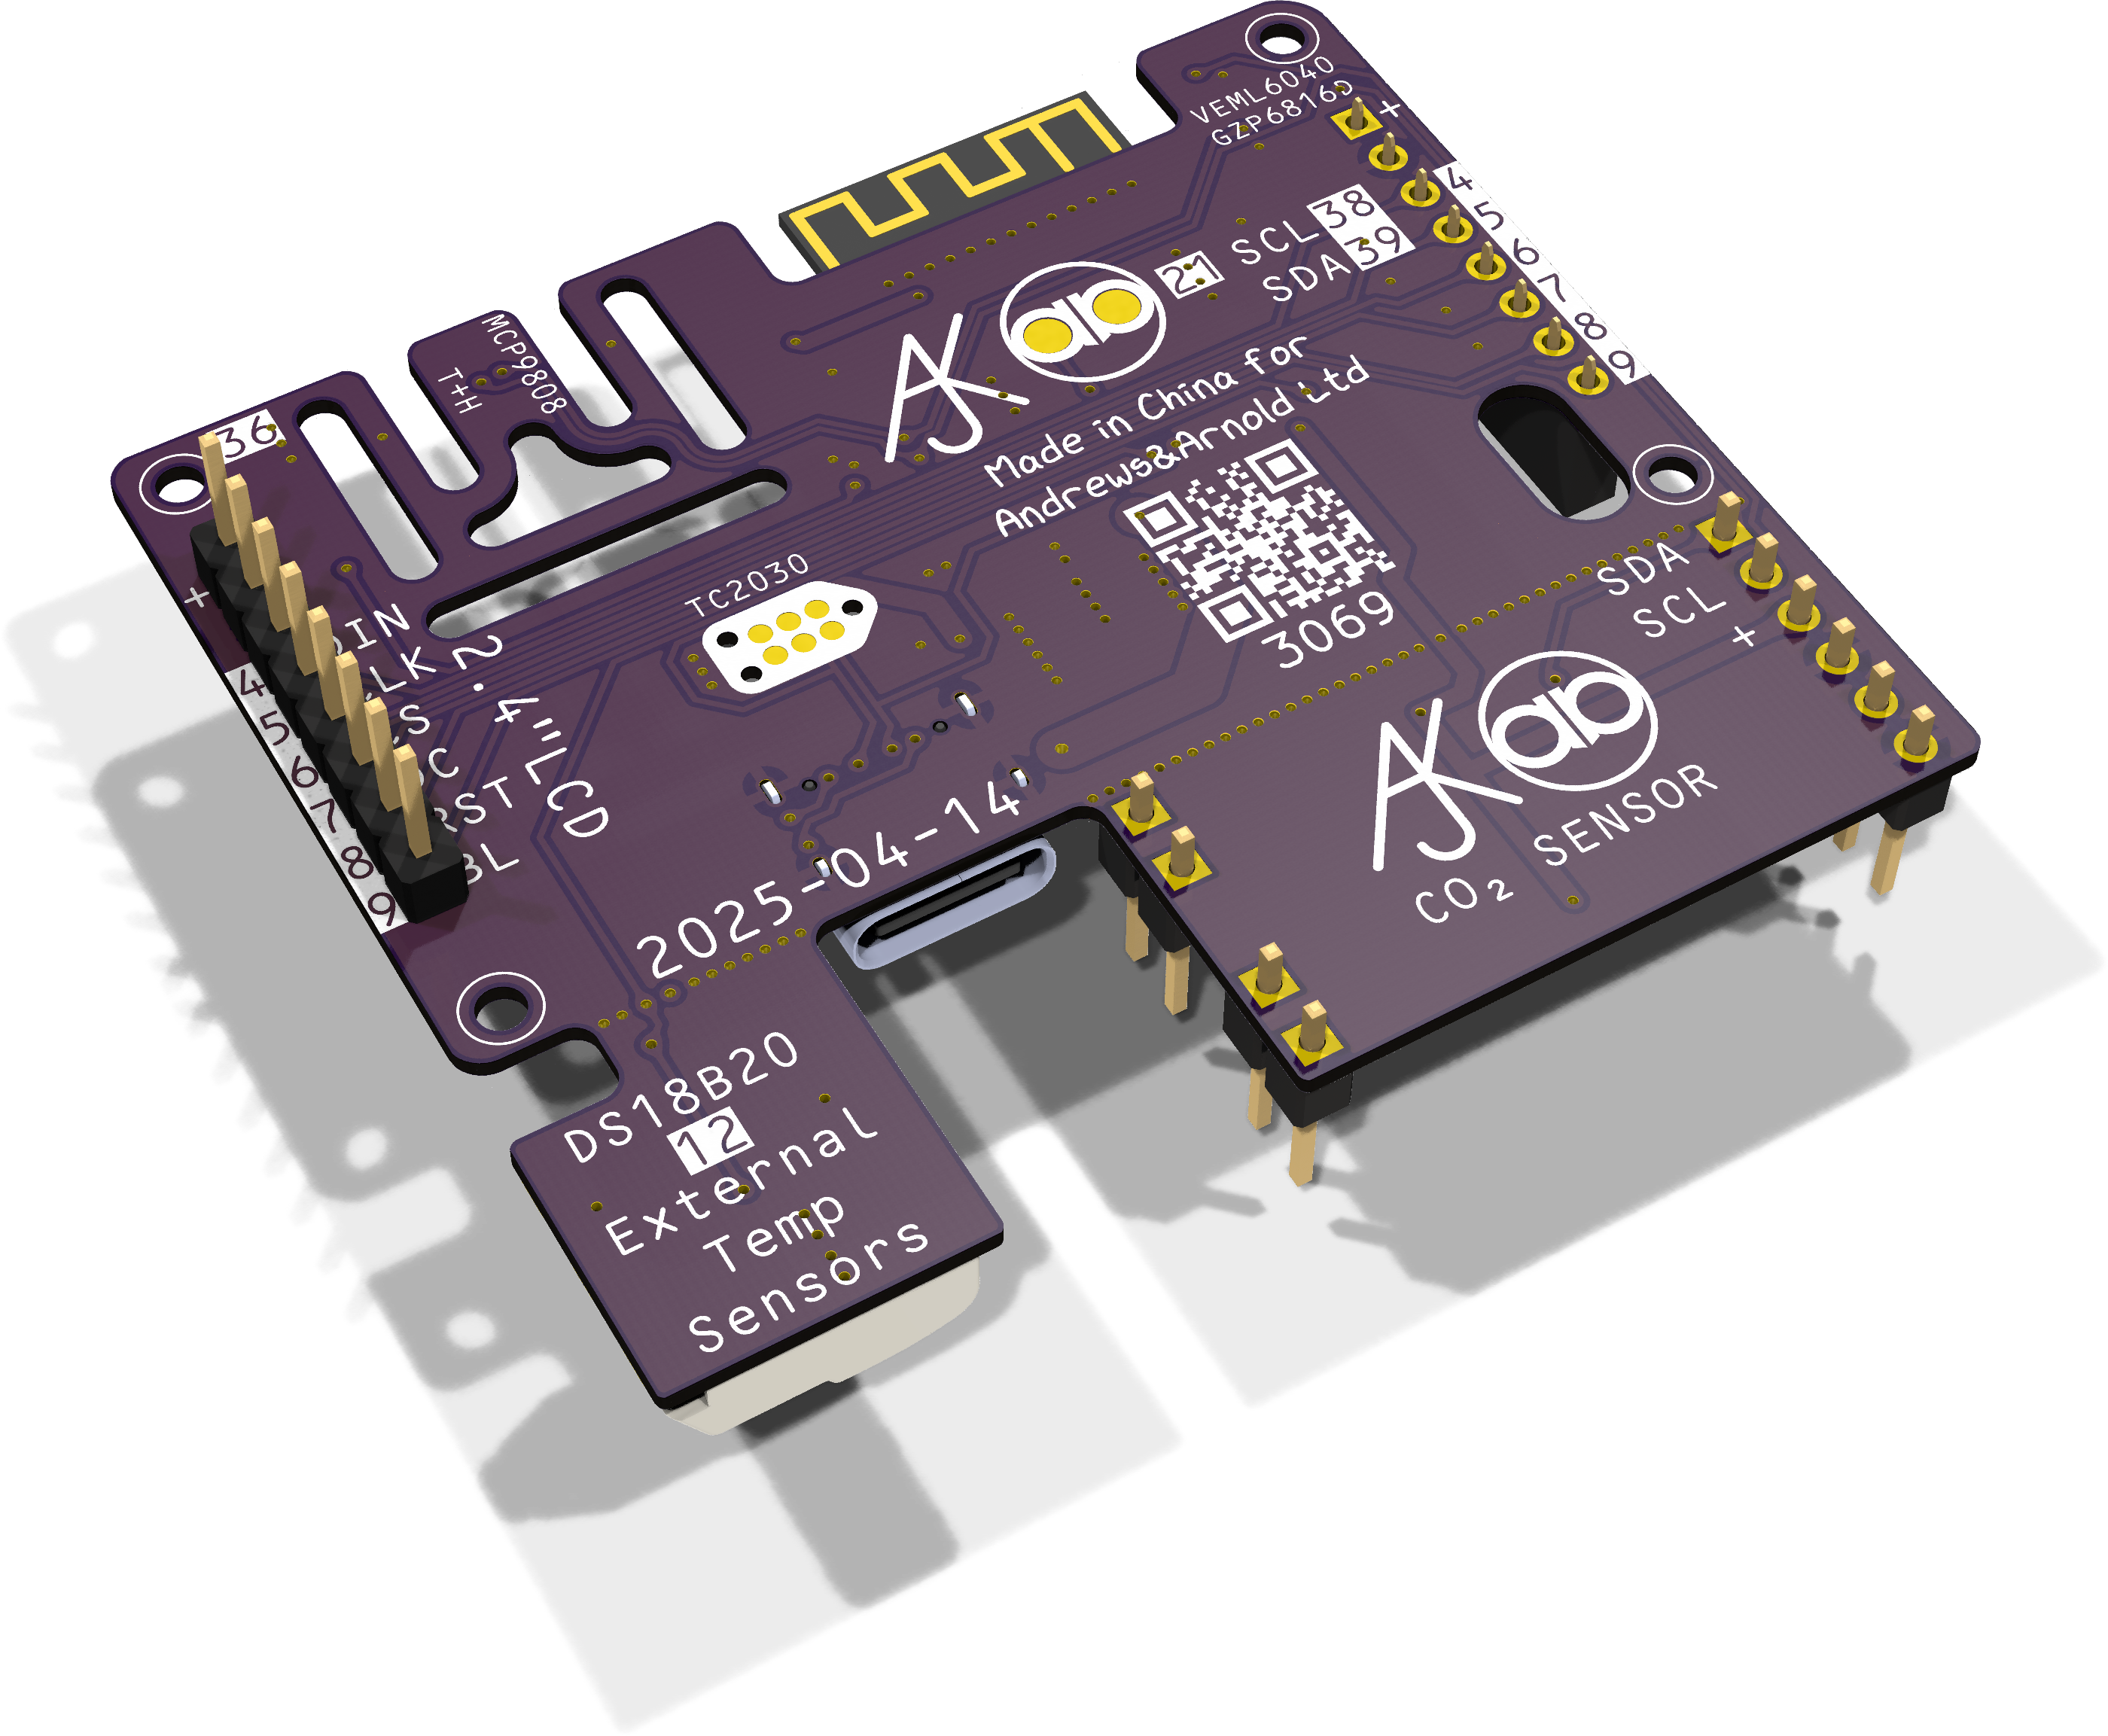 VEML6040
GZP6816D
+
4
5
6
7
8
9
SCL 38
SDA 39
21
AJK
Made in China for
Andrews&Arnold Ltd
3069
MCP9808
T+H
36
+
DIN
CLK
CS
DC
RST
BL
4
5
6
7
8
9
2.4"LCD
TC2030
2025-04-14
SDA
SCL
+
AJK
CO₂
SENSOR
DS18B20
12
External
Temp
Sensors